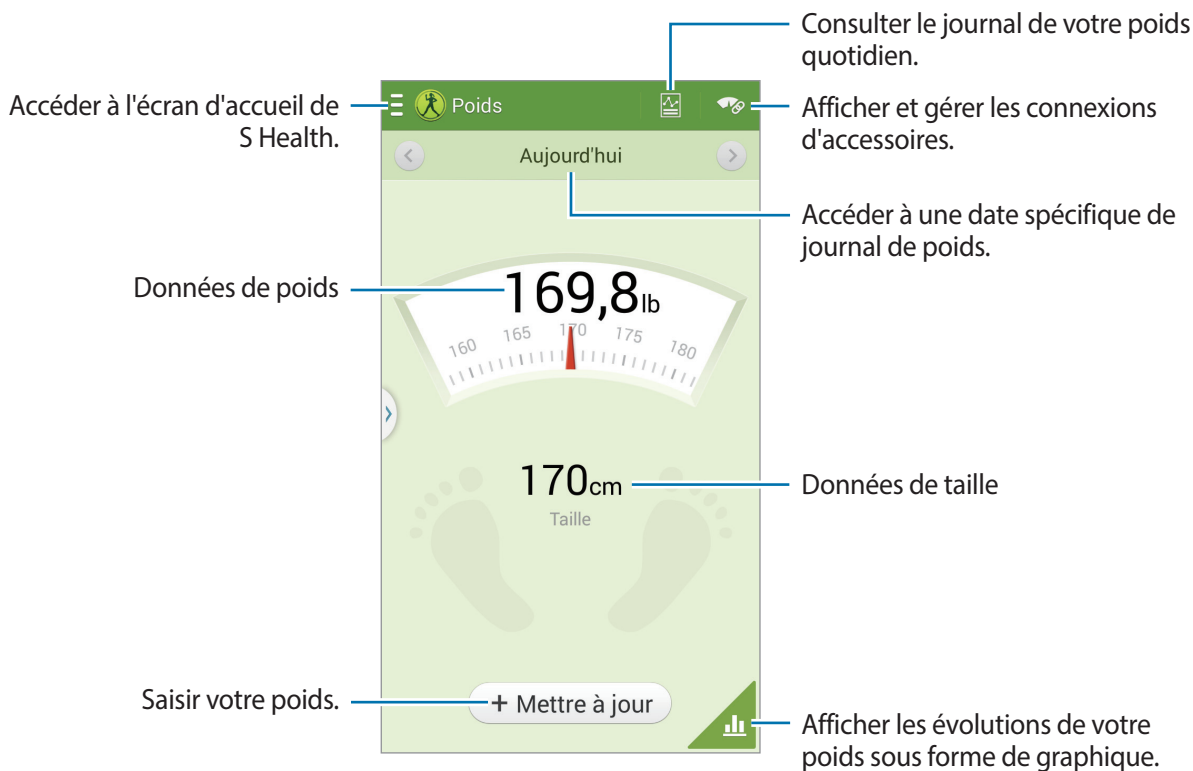 Consulter le journal de votre poids
quotidien.
Accéder à l'écran d'accueil de
S Health.
Poids
Afficher et gérer les connexions
d'accessoires.
Aujourd'hui
Accéder à une date spécifique de
journal de poids.
Données de poids
169,8lb
160 165 170 175 180
170cm
Taille
Données de taille
Saisir votre poids.
+ Mettre à jour
Afficher les évolutions de votre
poids sous forme de graphique.